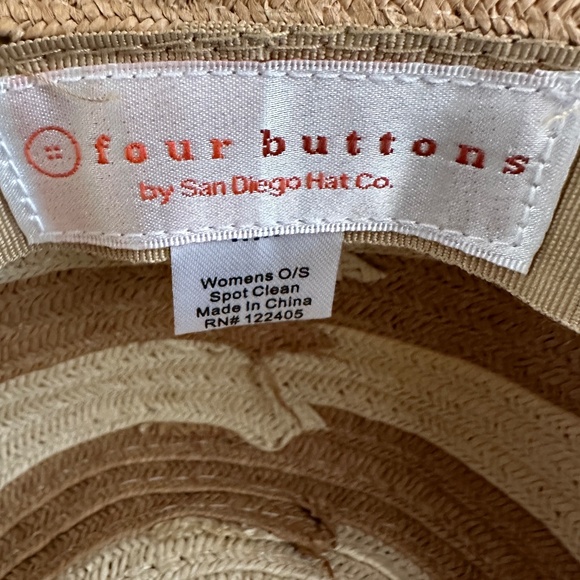 four buttons
by San Diego Hat Co.
Womens O/S
Spot Clean
Made In China
RN# 122405